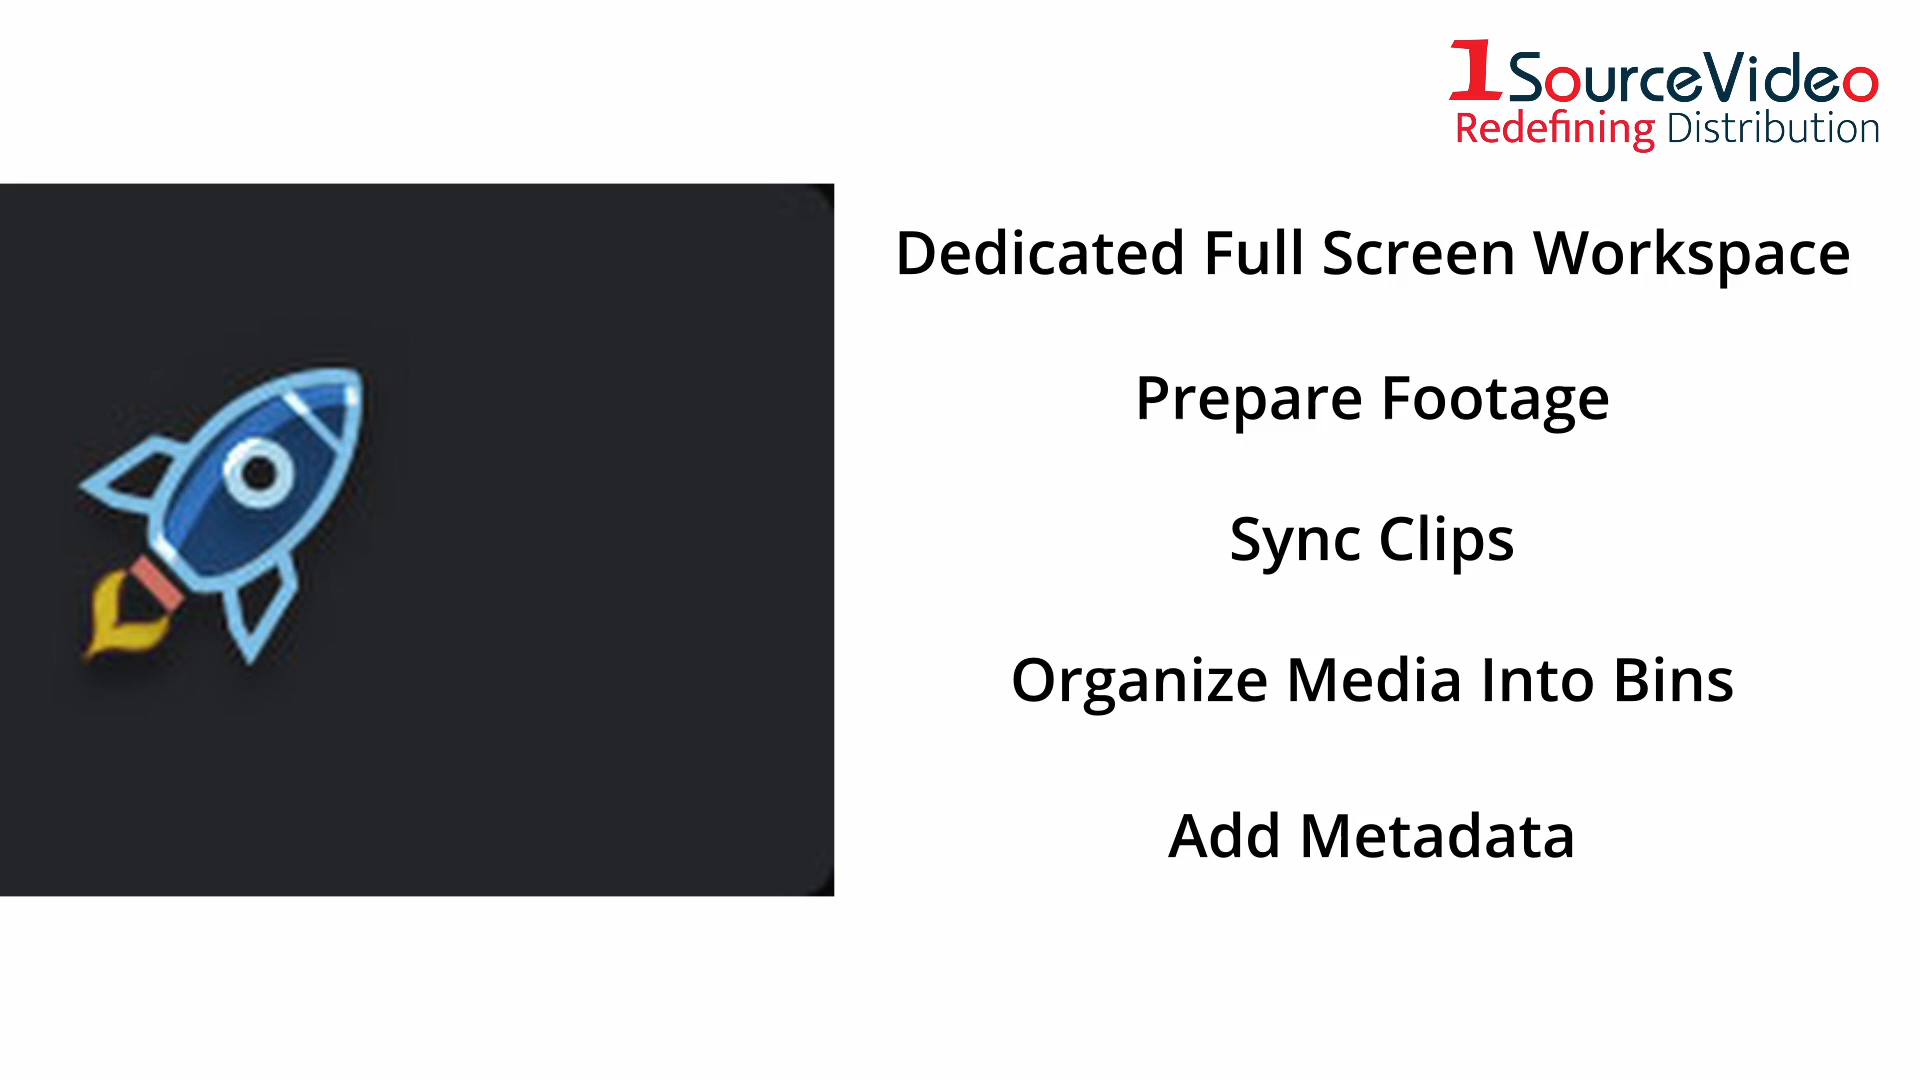 1SourceVideo
Redefining Distribution
Dedicated Full Screen Workspace
Prepare Footage
Sync Clips
Organize Media Into Bins
Add Metadata